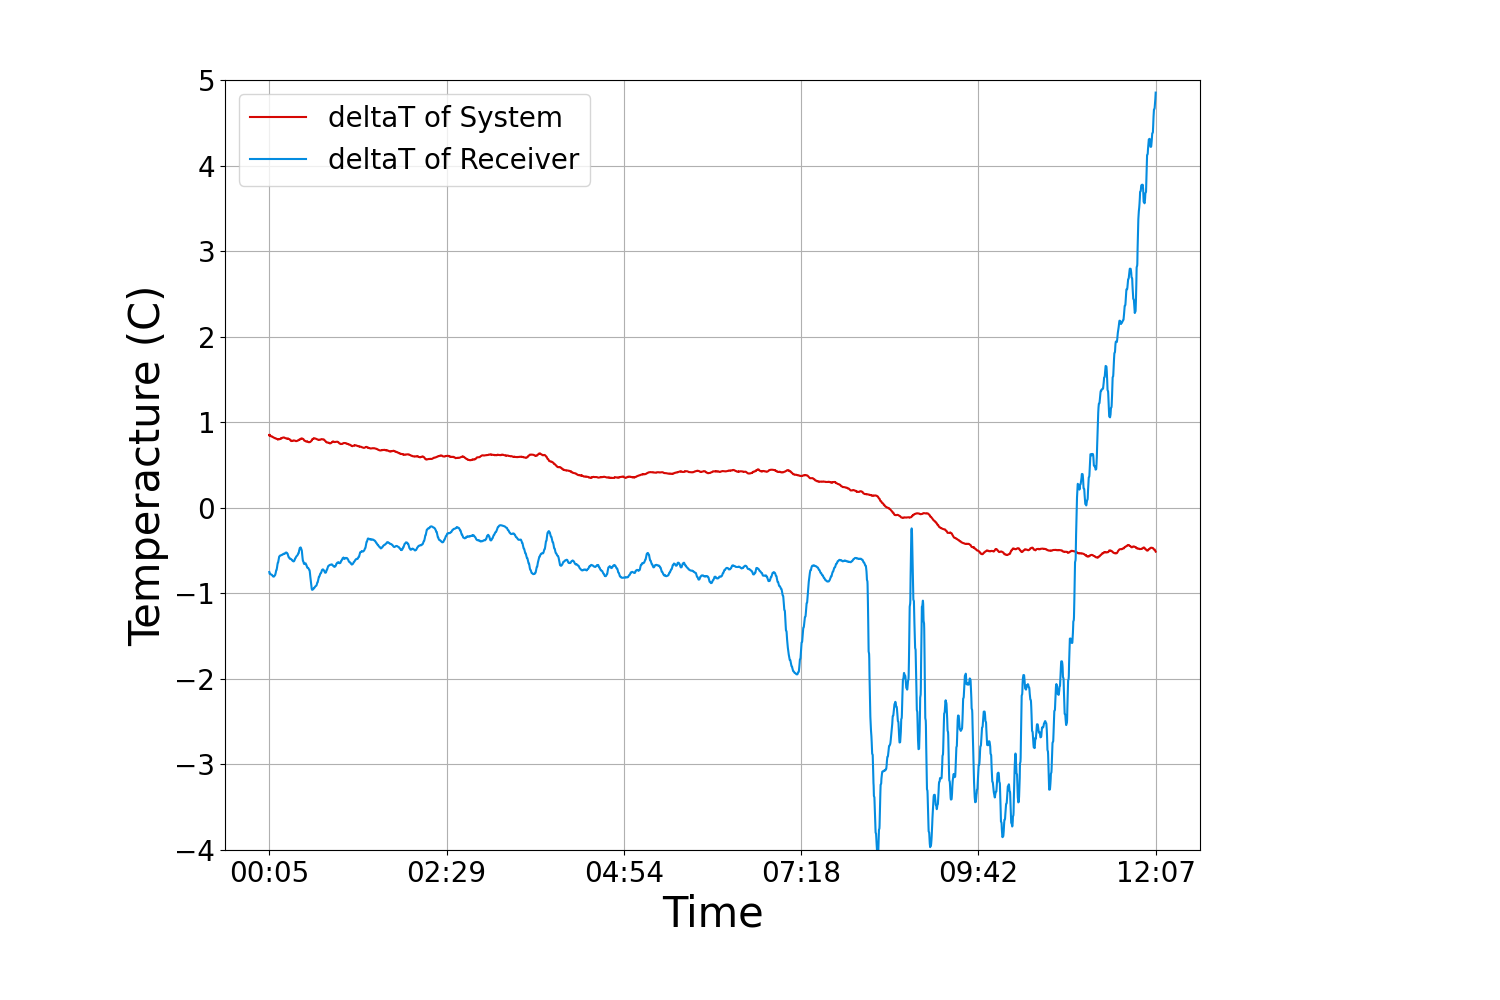 deltaT of System
deltaT of Receiver
5
4
3
2
1
0
−1
−2
−3
−4
Temperacture (C)
00:05 02:29 04:54 07:18 09:42 12:07
Time